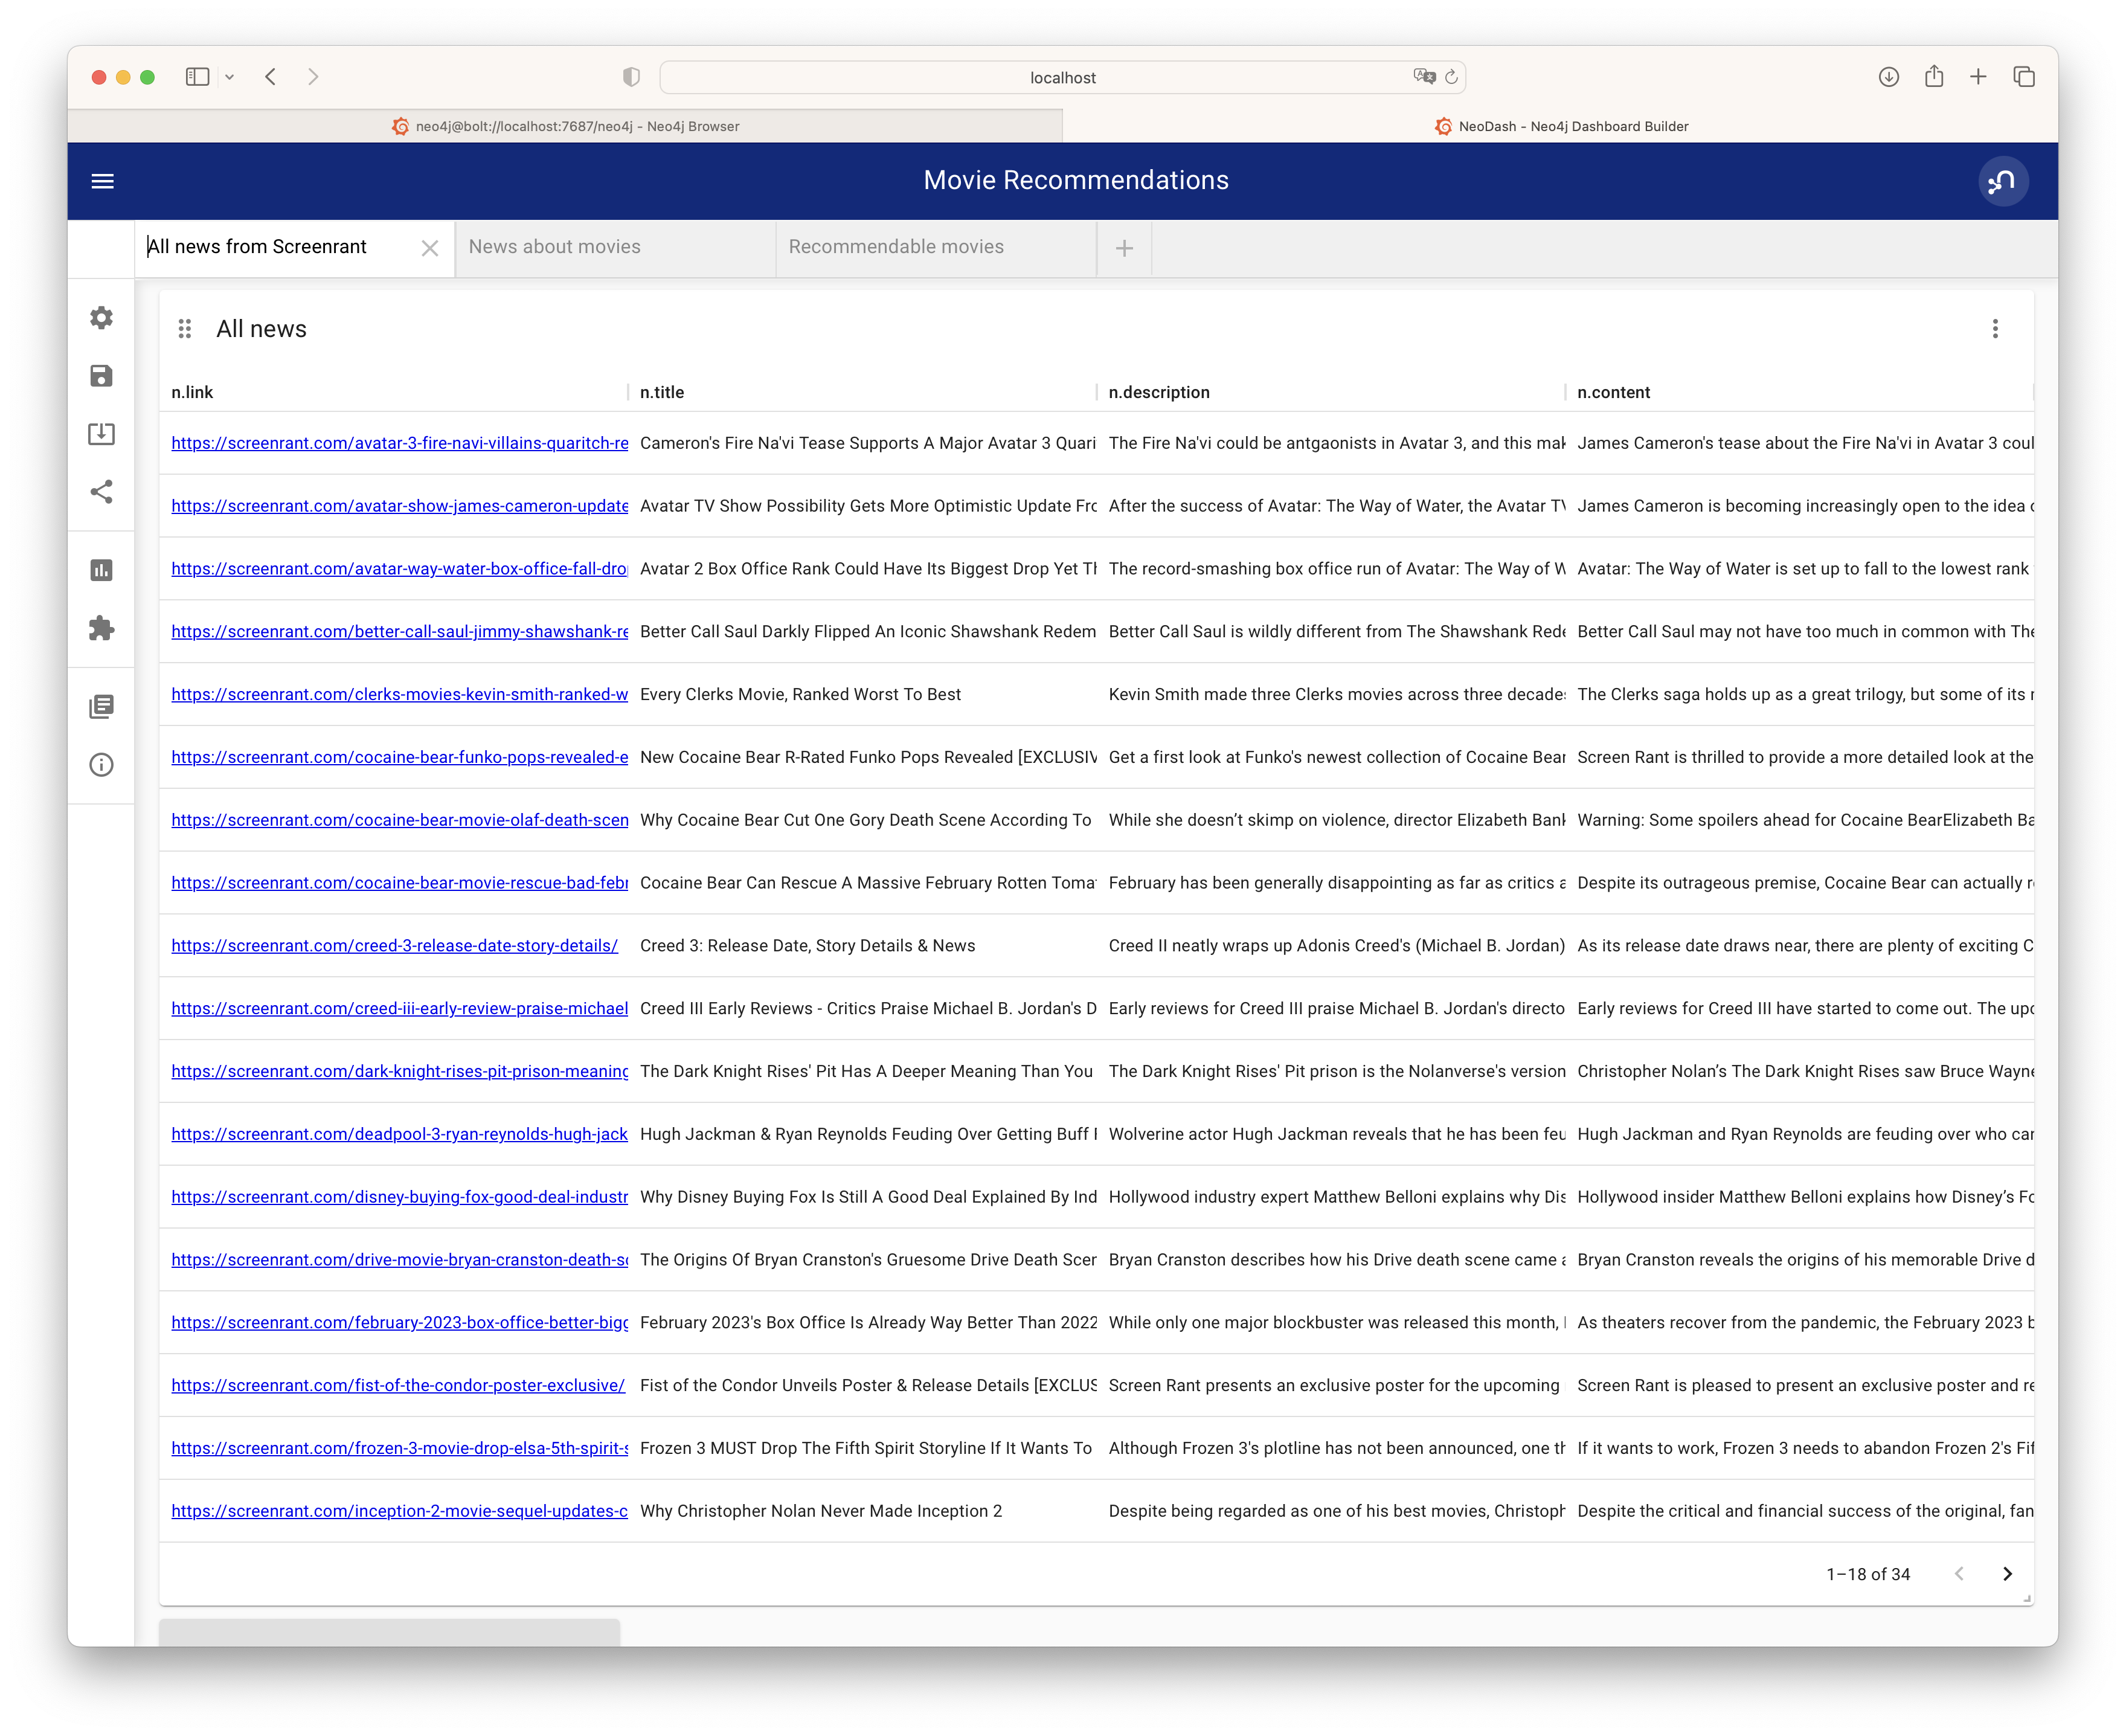 localhost
neo4j@bolt://localhost:7687/neo4j - Neo4j Browser
NeoDash - Neo4j Dashboard Builder
Movie Recommendations
All news from Screenrant
News about movies
Recommendable movies
All news
n.link n.title n.description n.content
https://screenrant.com/avatar-3-fire-navi-villains-quaritch-re Cameron's Fire Na'vi Tease Supports A Major Avatar 3 Quari The Fire Na'vi could be antgaonists in Avatar 3, and this mak James Cameron's tease about the Fire Na'vi in Avatar 3 coul
https://screenrant.com/avatar-show-james-cameron-update Avatar TV Show Possibility Gets More Optimistic Update Fro After the success of Avatar: The Way of Water, the Avatar TV James Cameron is becoming increasingly open to the idea
https://screenrant.com/avatar-way-water-box-office-fall-dro Avatar 2 Box Office Rank Could Have Its Biggest Drop Yet Th The record-smashing box office run of Avatar: The Way of W Avatar: The Way of Water is set up to fall to the lowest rank
https://screenrant.com/better-call-saul-jimmy-shawshank-re Better Call Saul Darkly Flipped An Iconic Shawshank Redem Better Call Saul is wildly different from The Shawshank Rede Better Call Saul may not have too much in common with The
https://screenrant.com/clerks-movies-kevin-smith-ranked-w Every Clerks Movie, Ranked Worst To Best Kevin Smith made three Clerks movies across three decades The Clerks saga holds up as a great trilogy, but some of its
https://screenrant.com/cocaine-bear-funko-pops-revealed-e New Cocaine Bear R-Rated Funko Pops Revealed [EXCLUSIV Get a first look at Funko's newest collection of Cocaine Bear Screen Rant is thrilled to provide a more detailed look at the
https://screenrant.com/cocaine-bear-movie-olaf-death-scen Why Cocaine Bear Cut One Gory Death Scene According To While she doesn’t skimp on violence, director Elizabeth Bank Warning: Some spoilers ahead for Cocaine BearElizabeth Ba
https://screenrant.com/cocaine-bear-movie-rescue-bad-febr Cocaine Bear Can Rescue A Massive February Rotten Tomat February has been generally disappointing as far as critics a Despite its outrageous premise, Cocaine Bear can actually r
https://screenrant.com/creed-3-release-date-story-details/ Creed 3: Release Date, Story Details & News Creed II neatly wraps up Adonis Creed's (Michael B. Jordan) As its release date draws near, there are plenty of exciting C
https://screenrant.com/creed-iii-early-review-praise-michael Creed III Early Reviews - Critics Praise Michael B. Jordan's D Early reviews for Creed III praise Michael B. Jordan's directo Early reviews for Creed III have started to come out. The upc
https://screenrant.com/dark-knight-rises-pit-prison-meaning The Dark Knight Rises' Pit Has A Deeper Meaning Than You The Dark Knight Rises' Pit prison is the Nolanverse's version Christopher Nolan’s The Dark Knight Rises saw Bruce Wayne
https://screenrant.com/deadpool-3-ryan-reynolds-hugh-jack Hugh Jackman & Ryan Reynolds Feuding Over Getting Buff Wolverine actor Hugh Jackman reveals that he has been feu Hugh Jackman and Ryan Reynolds are feuding over who can
https://screenrant.com/disney-buying-fox-good-deal-industr Why Disney Buying Fox Is Still A Good Deal Explained By Ind Hollywood industry expert Matthew Belloni explains why Dis Hollywood insider Matthew Belloni explains how Disney’s Fo
https://screenrant.com/drive-movie-bryan-cranston-death-sc The Origins Of Bryan Cranston's Gruesome Drive Death Scen Bryan Cranston describes how his Drive death scene came a Bryan Cranston reveals the origins of his memorable Drive d
https://screenrant.com/february-2023-box-office-better-bigg February 2023's Box Office Is Already Way Better Than 2022 While only one major blockbuster was released this month, As theaters recover from the pandemic, the February 2023 b
https://screenrant.com/fist-of-the-condor-poster-exclusive/ Fist of the Condor Unveils Poster & Release Details [EXCLUS Screen Rant presents an exclusive poster for the upcoming Screen Rant is pleased to present an exclusive poster and re
https://screenrant.com/frozen-3-movie-drop-elsa-5th-spirit-s Frozen 3 MUST Drop The Fifth Spirit Storyline If It Wants To Although Frozen 3's plotline has not been announced, one th If it wants to work, Frozen 3 needs to abandon Frozen 2's Fif
https://screenrant.com/inception-2-movie-sequel-updates-c Why Christopher Nolan Never Made Inception 2 Despite being regarded as one of his best movies, Christoph Despite the critical and financial success of the original, fan
1–18 of 34